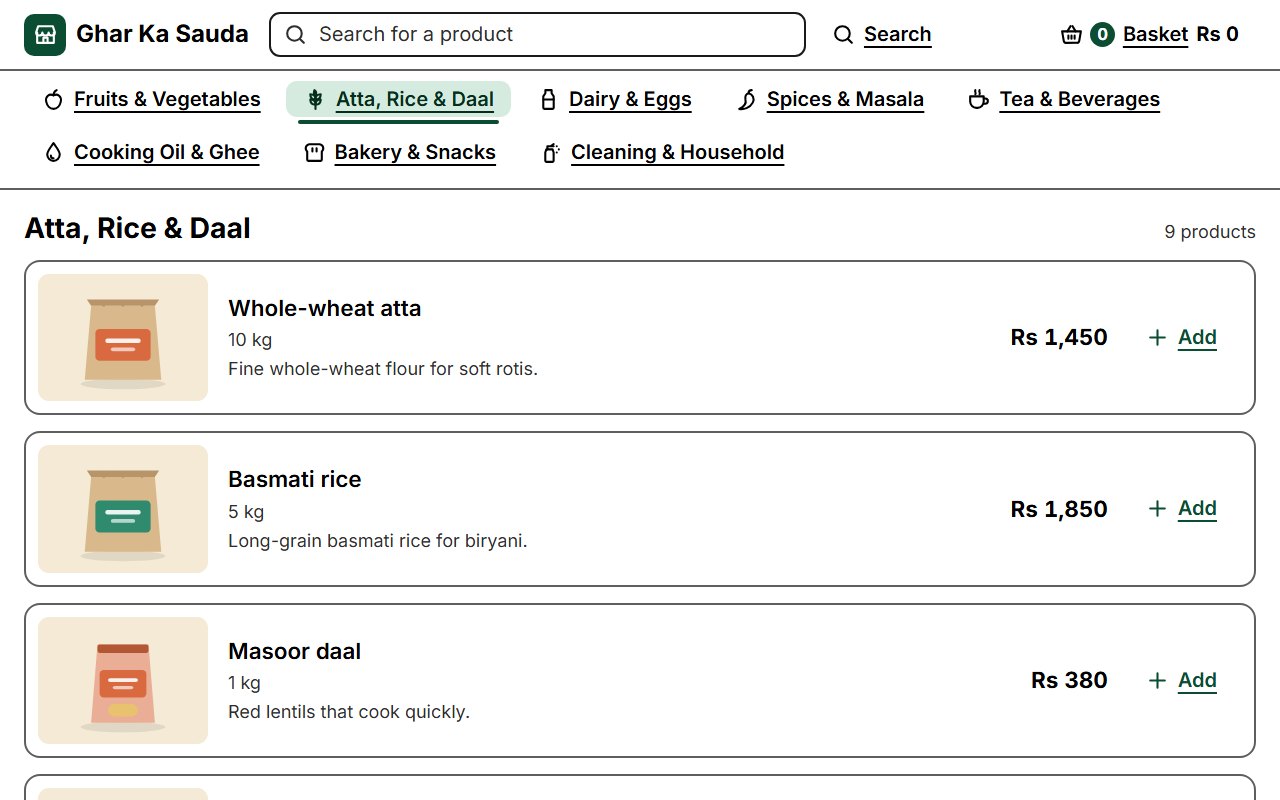 Ghar Ka Sauda
Search for a product
Search
0 Basket Rs 0
Fruits & Vegetables
Atta, Rice & Daal
Dairy & Eggs
Spices & Masala
Tea & Beverages
Cooking Oil & Ghee
Bakery & Snacks
Cleaning & Household
Atta, Rice & Daal
9 products
Whole-wheat atta
10 kg
Fine whole-wheat flour for soft rotis.
Rs 1,450
Add
Basmati rice
5 kg
Long-grain basmati rice for biryani.
Rs 1,850
Add
Masoor daal
1 kg
Red lentils that cook quickly.
Rs 380
Add